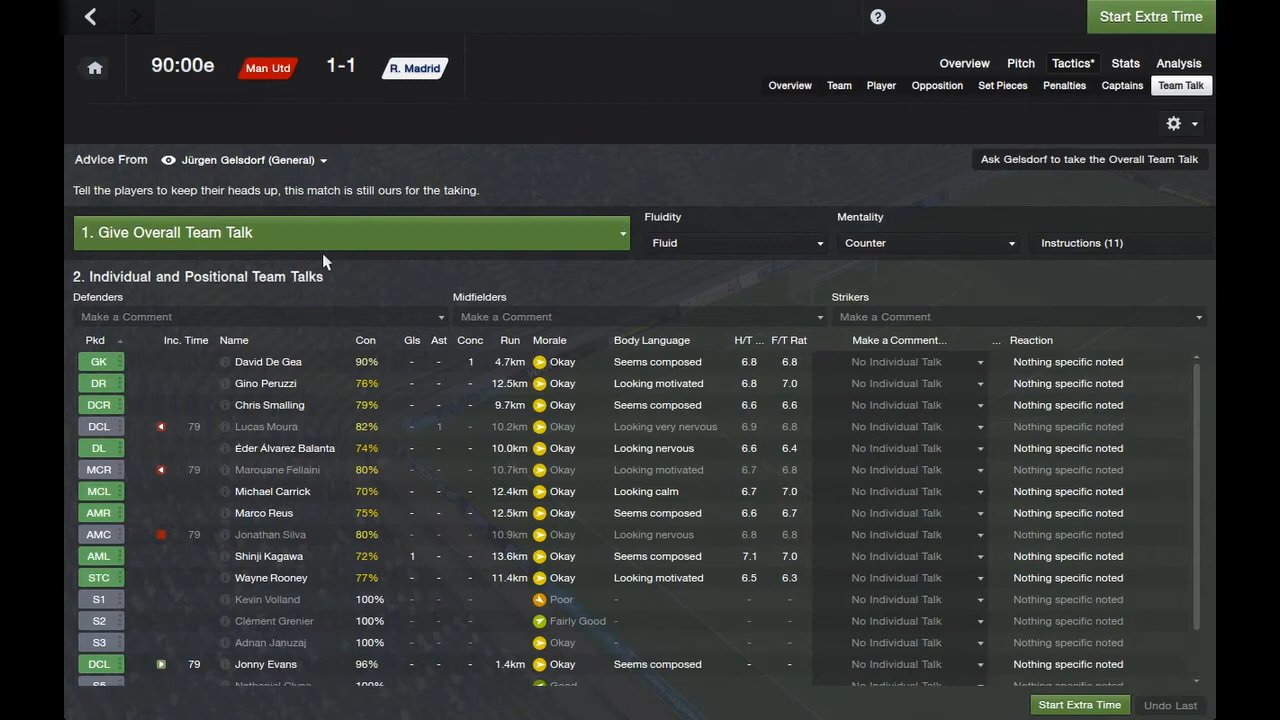 Start Extra Time
90:00e Man Utd 1-1 R. Madrid
Overview Pitch Tactics* Stats Analysis
Overview Team Player Opposition Set Pieces Penalties Captains Team Talk
Advice From Jürgen Gelsdorf (General) Ask Gelsdorf to take the Overall Team Talk
Tell the players to keep their heads up, this match is still ours for the taking.
Fluidity Mentality
1. Give Overall Team Talk Fluid Counter Instructions (11)
2. Individual and Positional Team Talks
Defenders Midfielders Strikers
Make a Comment Make a Comment Make a Comment
Pkd Inc. Time Name Con Gls Ast Conc Run Morale Body Language H/T ... F/T Rat Make a Comment... ... Reaction
GK David De Gea 90% - - 1 4.7km Okay Seems composed 6.8 6.8 No Individual Talk Nothing specific noted
DR Gino Peruzzi 76% - - - 12.5km Okay Looking motivated 6.8 7.0 No Individual Talk Nothing specific noted
DCR Chris Smalling 79% - - - 9.7km Okay Seems composed 6.6 6.6 No Individual Talk Nothing specific noted
DCL 79 Lucas Moura 82% - 1 - 10.2km Okay Looking very nervous 6.9 6.8 No Individual Talk Nothing specific noted
DL Éder Álvarez Balanta 74% - - - 10.0km Okay Looking nervous 6.6 6.4 No Individual Talk Nothing specific noted
MCR 79 Marouane Fellaini 80% - - - 10.7km Okay Looking motivated 6.7 6.8 No Individual Talk Nothing specific noted
MCL Michael Carrick 70% - - - 12.4km Okay Looking calm 6.7 7.0 No Individual Talk Nothing specific noted
AMR Marco Reus 75% - - - 12.5km Okay Seems composed 6.6 6.7 No Individual Talk Nothing specific noted
AMC 79 Jonathan Silva 80% - - - 10.9km Okay Looking nervous 6.8 6.8 No Individual Talk Nothing specific noted
AML Shinji Kagawa 72% 1 - - 13.6km Okay Seems composed 7.1 7.0 No Individual Talk Nothing specific noted
STC Wayne Rooney 77% - - - 11.4km Okay Looking motivated 6.5 6.3 No Individual Talk Nothing specific noted
S1 Kevin Volland 100% Poor - - - No Individual Talk Nothing specific noted
S2 Clément Grenier 100% Fairly Good - - - No Individual Talk Nothing specific noted
S3 Adnan Januzaj 100% Okay - - - No Individual Talk Nothing specific noted
DCL 79 Jonny Evans 96% - - - 1.4km Okay Seems composed - - No Individual Talk Nothing specific noted
S5 Nathaniel Clyne 100% Good No Individual Talk Nothing specific noted
Start Extra Time Undo Last